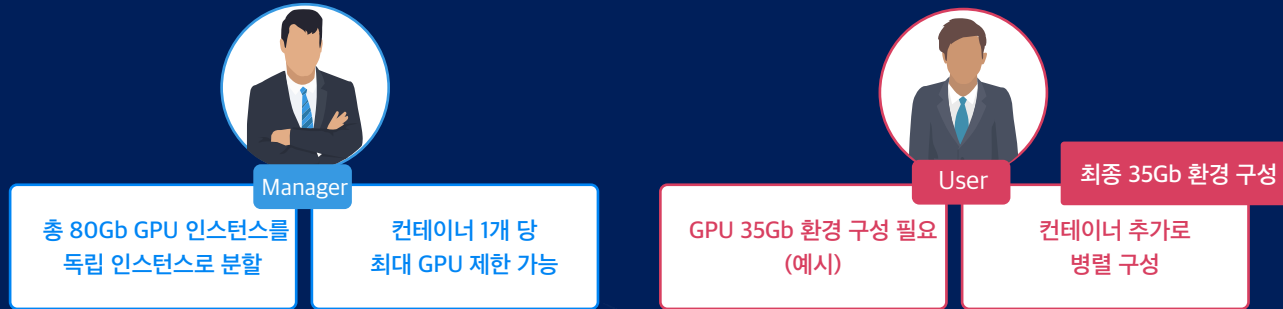 Manager
총 80Gb GPU 인스턴스를
독립 인스턴스로 분할
컨테이너 1개 당
최대 GPU 제한 가능
User
최종 35Gb 환경 구성
GPU 35Gb 환경 구성 필요
(예시)
컨테이너 추가로
병렬 구성